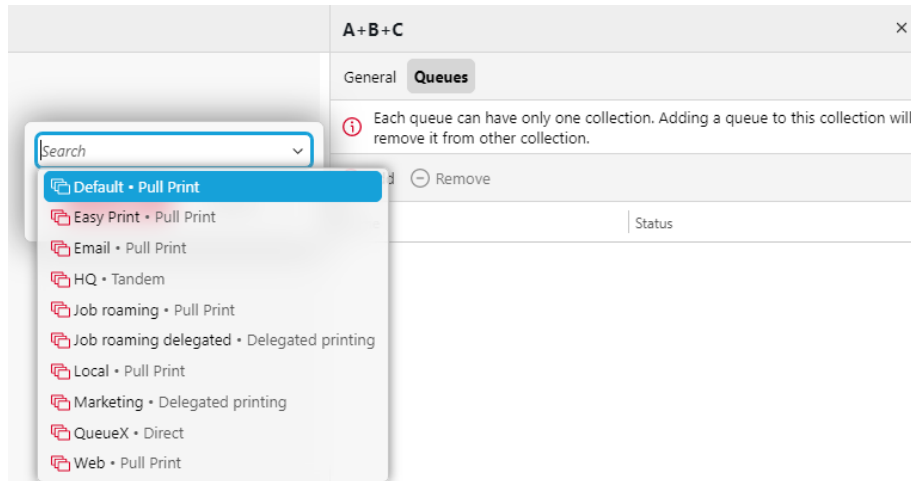 A+B+C
General Queues
Each queue can have only one collection. Adding a queue to this collection will
remove it from other collection.
Search
Remove
Status
Default • Pull Print
Easy Print • Pull Print
Email • Pull Print
HQ • Tandem
Job roaming • Pull Print
Job roaming delegated • Delegated printing
Local • Pull Print
Marketing • Delegated printing
QueueX • Direct
Web • Pull Print